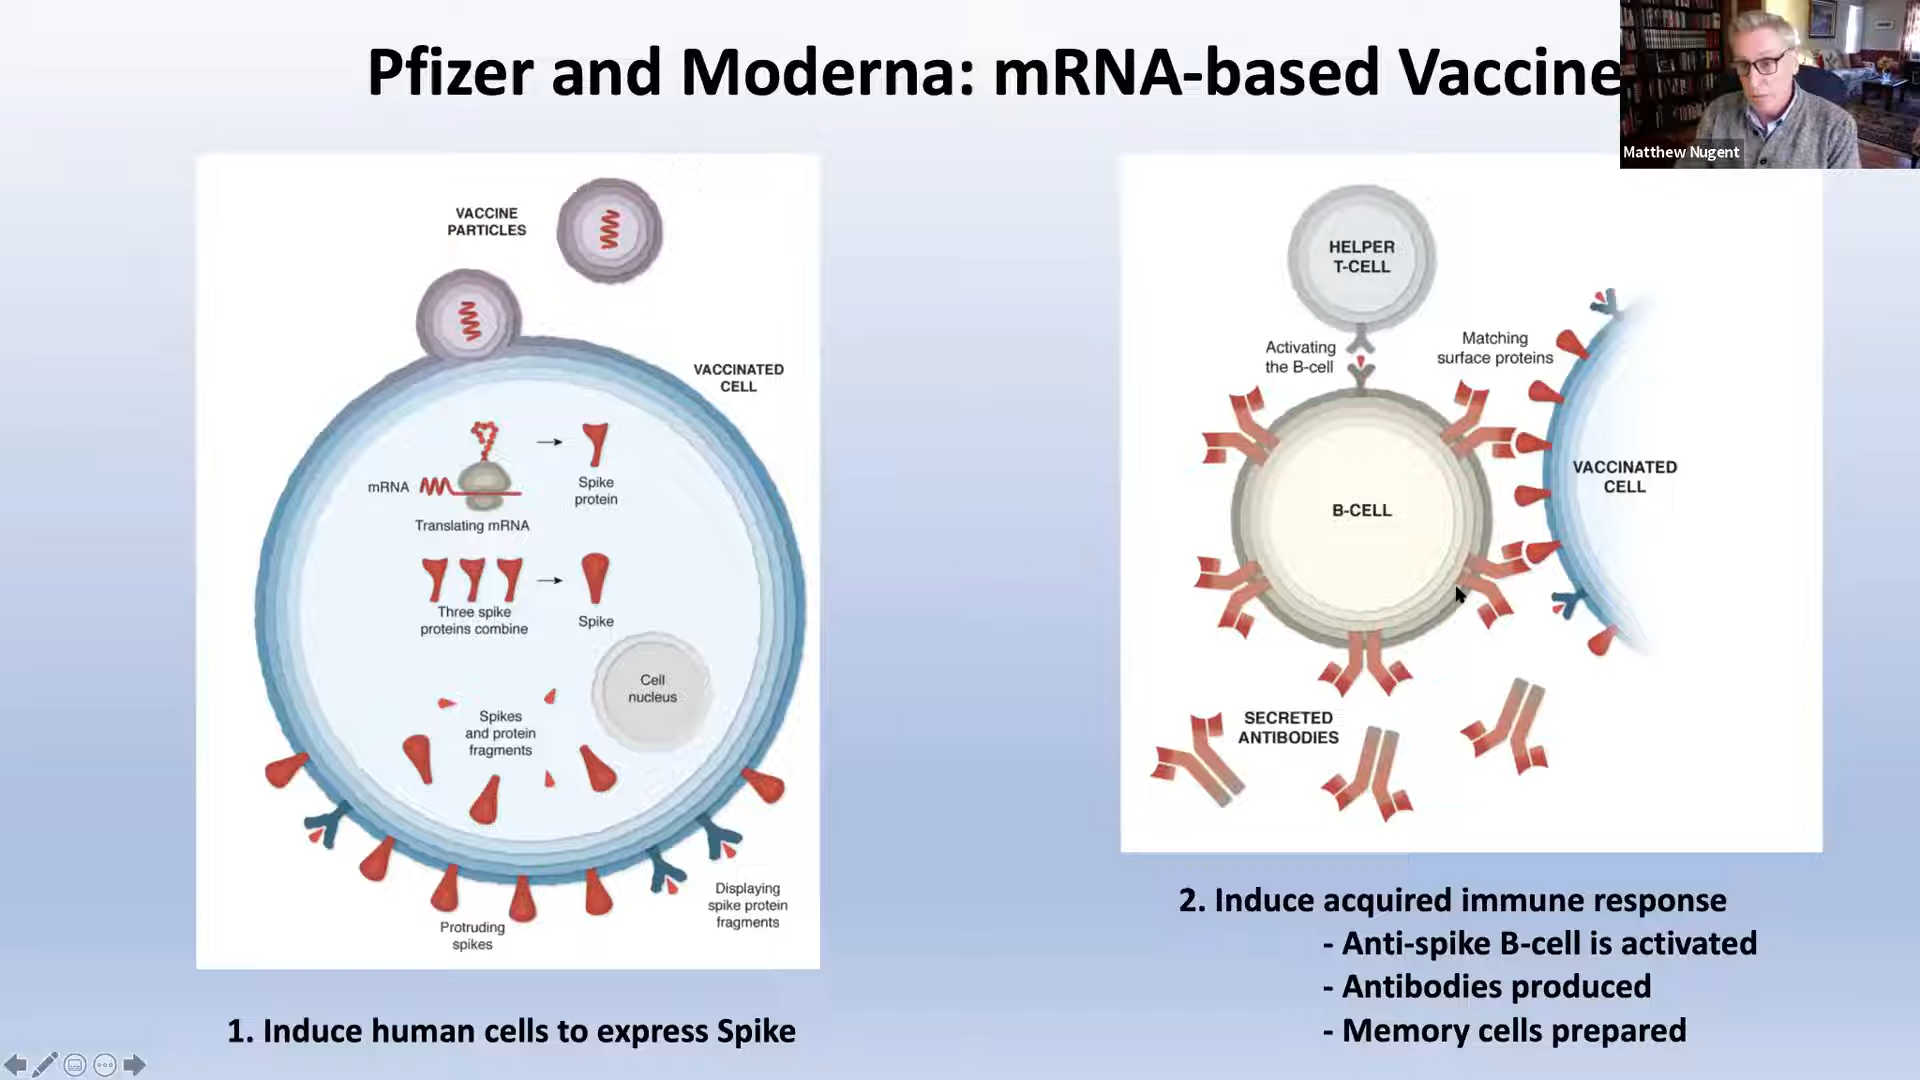 Pfizer and Moderna: mRNA-based Vaccine
Matthew Nugent
VACCINE
PARTICLES
VACCINATED
CELL
mRNA
Translating mRNA
Spike
protein
Three spike
proteins combine
Spike
Cell
nucleus
Spikes
and protein
fragments
Protruding
spikes
Displaying
spike protein
fragments
1. Induce human cells to express Spike
HELPER
T-CELL
Activating
the B-cell
Matching
surface proteins
B-CELL
VACCINATED
CELL
SECRETED
ANTIBODIES
2. Induce acquired immune response
- Anti-spike B-cell is activated
- Antibodies produced
- Memory cells prepared